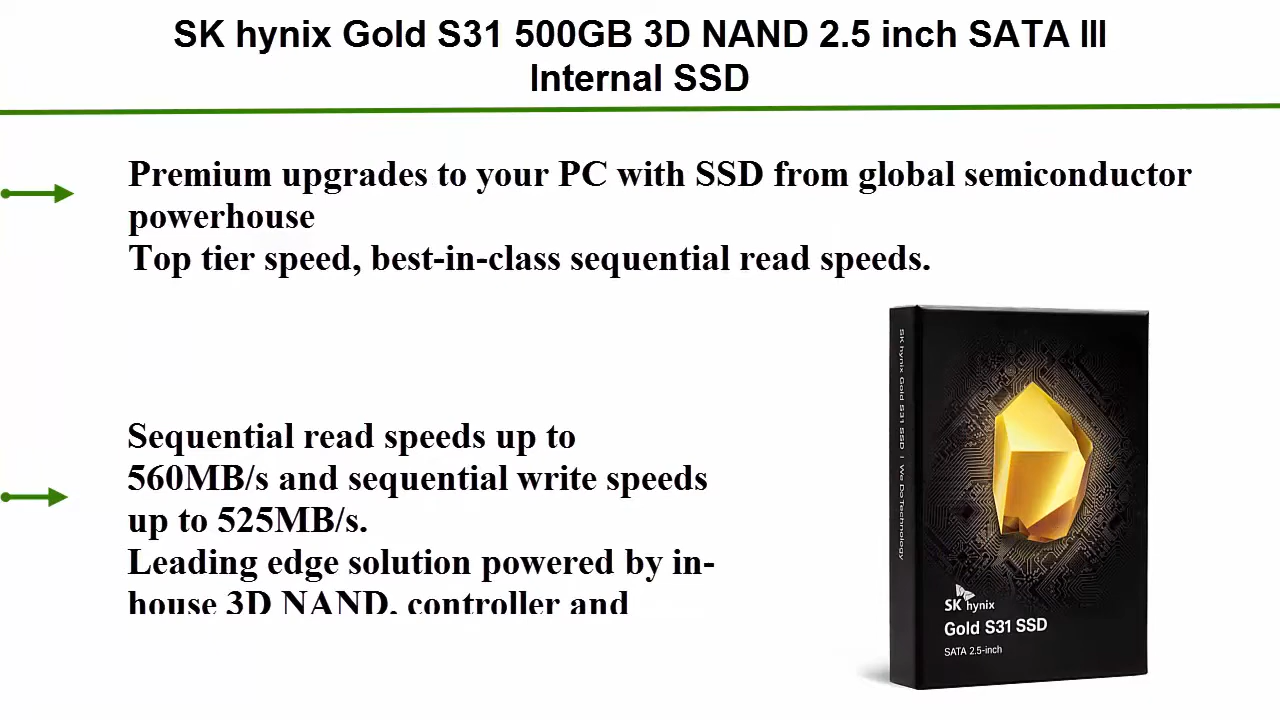 SK hynix Gold S31 500GB 3D NAND 2.5 inch SATA III
Internal SSD
Premium upgrades to your PC with SSD from global semiconductor
powerhouse
Top tier speed, best-in-class sequential read speeds.
Sequential read speeds up to
560MB/s and sequential write speeds
up to 525MB/s.
Leading edge solution powered by in-
house 3D NAND, controller and
SK hynix Gold S31 SSD | We Do Technology
SK hynix
Gold S31 SSD
SATA 2.5-inch